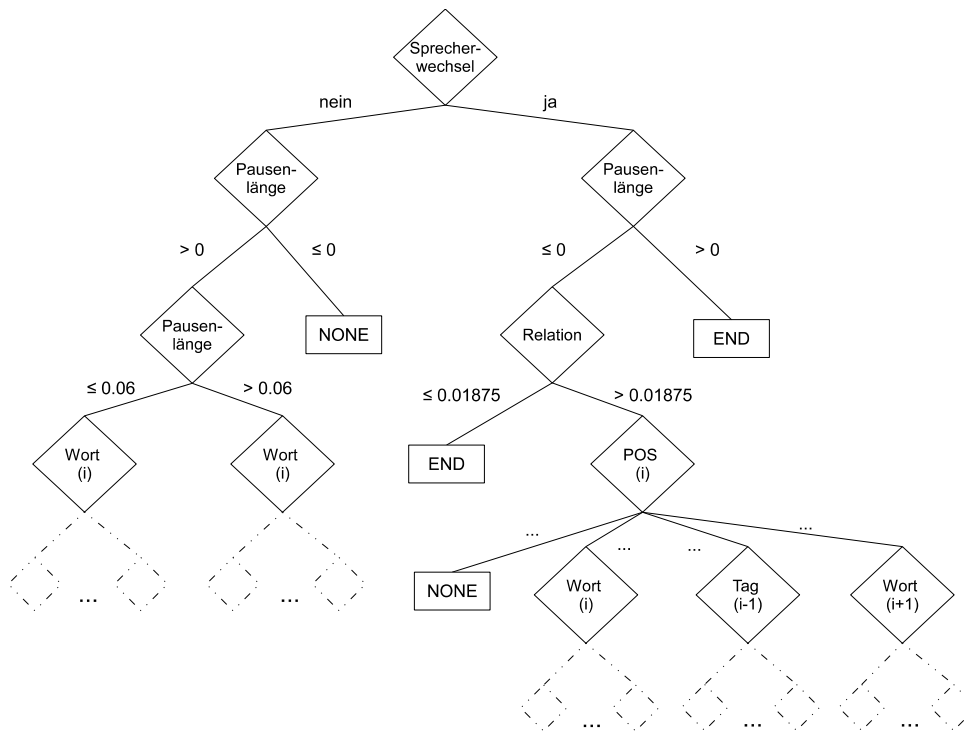 Sprecher-
wechsel
nein
ja
Pausen-
länge
Pausen-
länge
> 0
≤ 0
≤ 0
> 0
Pausen-
länge
NONE
Relation
END
≤ 0.06
> 0.06
≤ 0.01875
> 0.01875
Wort
(i)
Wort
(i)
END
POS
(i)
...
...
...
...
...
...
NONE
Wort
(i)
Tag
(i-1)
Wort
(i+1)
...
...
...